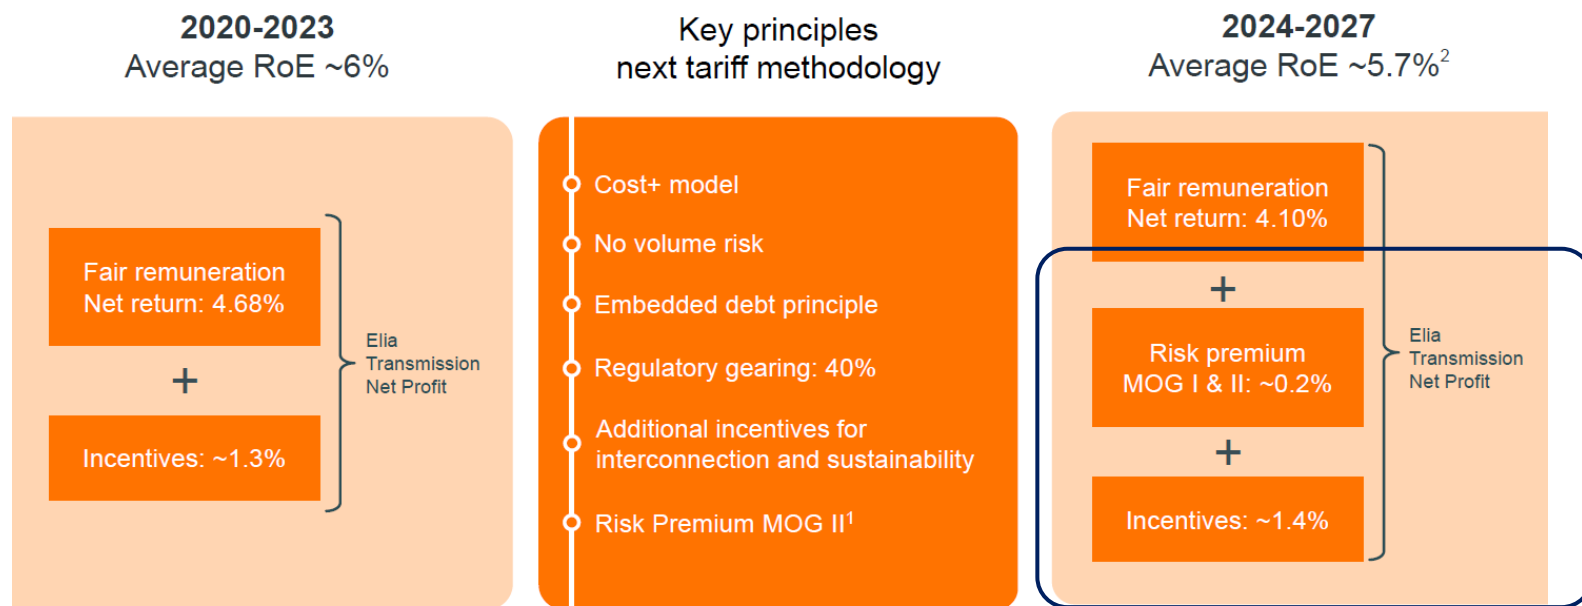 2020-2023
Average RoE ~6%
Fair remuneration
Net return: 4.68%
+
Incentives: ~1.3%
Elia
Transmission
Net Profit
Key principles
next tariff methodology
Cost+ model
No volume risk
Embedded debt principle
Regulatory gearing: 40%
Additional incentives for
interconnection and sustainability
Risk Premium MOG II¹
2024-2027
Average RoE ~5.7%²
Fair remuneration
Net return: 4.10%
+
Risk premium
MOG I & II: ~0.2%
+
Incentives: ~1.4%
Elia
Transmission
Net Profit